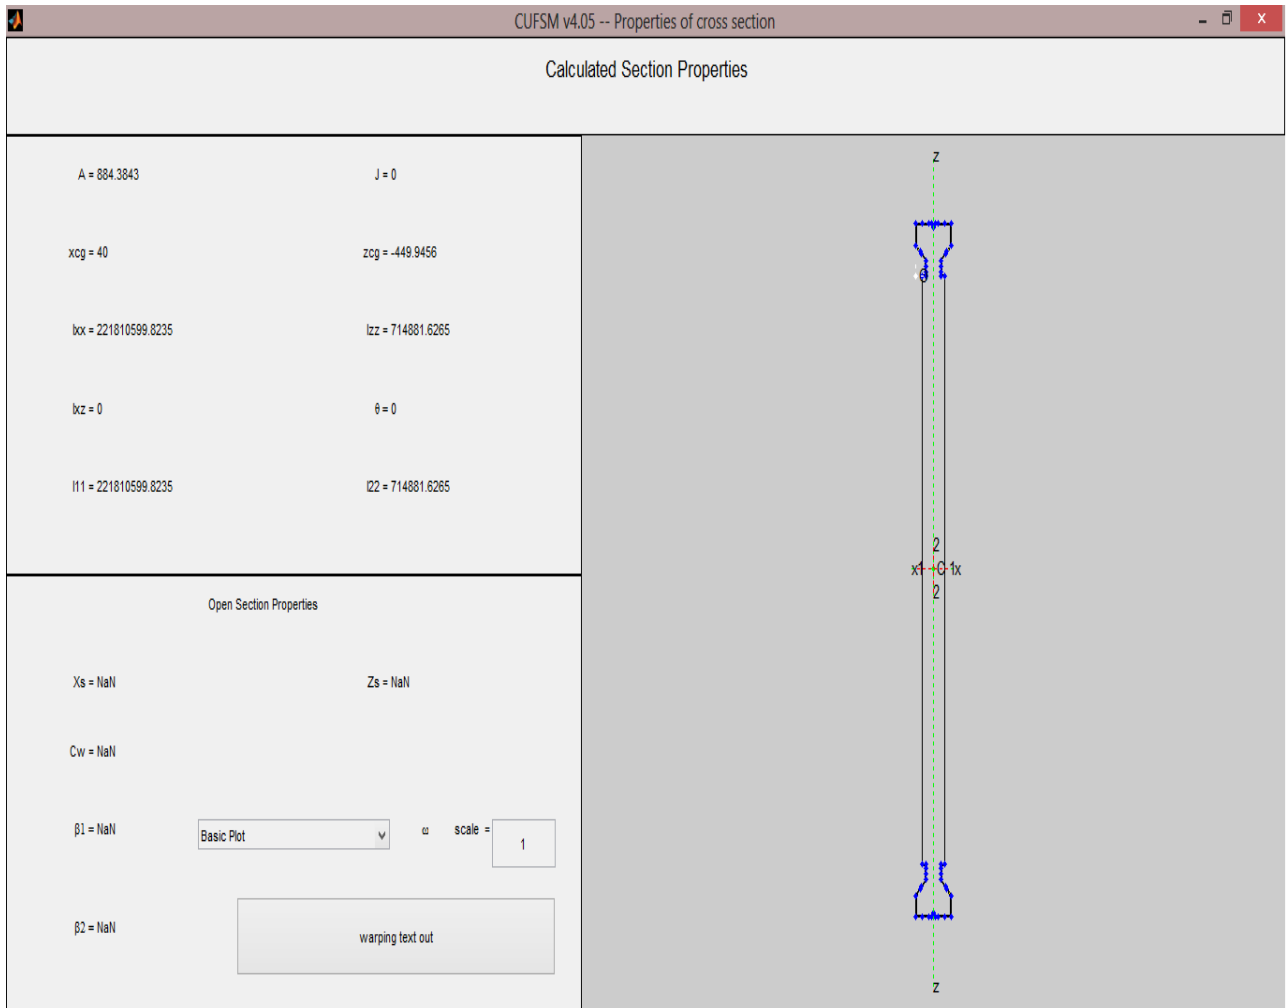 CUFSM v4.05 -- Properties of cross section
Calculated Section Properties
A = 884.3843
J = 0
xcg = 40
zcg = -449.9456
Ixx = 221810599.8235
Izz = 714881.6265
Ixz = 0
θ = 0
I11 = 221810599.8235
I22 = 714881.6265
Open Section Properties
Xs = NaN
Zs = NaN
Cw = NaN
β1 = NaN
Basic Plot
ω
scale =
1
β2 = NaN
warping text out
z
2
x1
C
1x
2
z